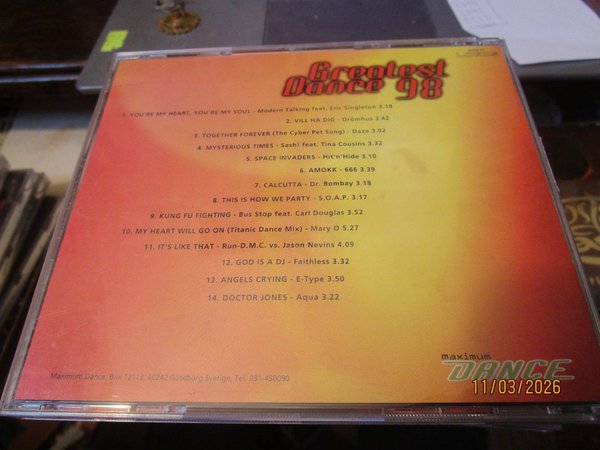 Greatest
Dance 98
1. YOU'RE MY HEART, YOU'RE MY SOUL - Modern Talking feat. Eric Singleton 3.18
2. VILL HA DIG - Drömhus 3.42
3. TOGETHER FOREVER (The Cyber Pet Song) - Daze 3.02
4. MYSTERIOUS TIMES - Sash! feat. Tina Cousins 3.32
5. SPACE INVADERS - Hit'n'Hide 3.10
6. AMOKK - 666 3.39
7. CALCUTTA - Dr. Bombay 3.18
8. THIS IS HOW WE PARTY - S.O.A.P. 3.17
9. KUNG FU FIGHTING - Bus Stop feat. Carl Douglas 3.52
10. MY HEART WILL GO ON (Titanic Dance Mix) - Mary O 5.27
11. IT'S LIKE THAT - Run-D.M.C. vs. Jason Nevins 4.09
12. GOD IS A DJ - Faithless 3.32
13. ANGELS CRYING - E-Type 3.50
14. DOCTOR JONES - Aqua 3.22
maximum
DANCE
Maximum Dance, Box 12113, 40242 Göteborg Sverige, Tel. 031-450090
11/03/2026